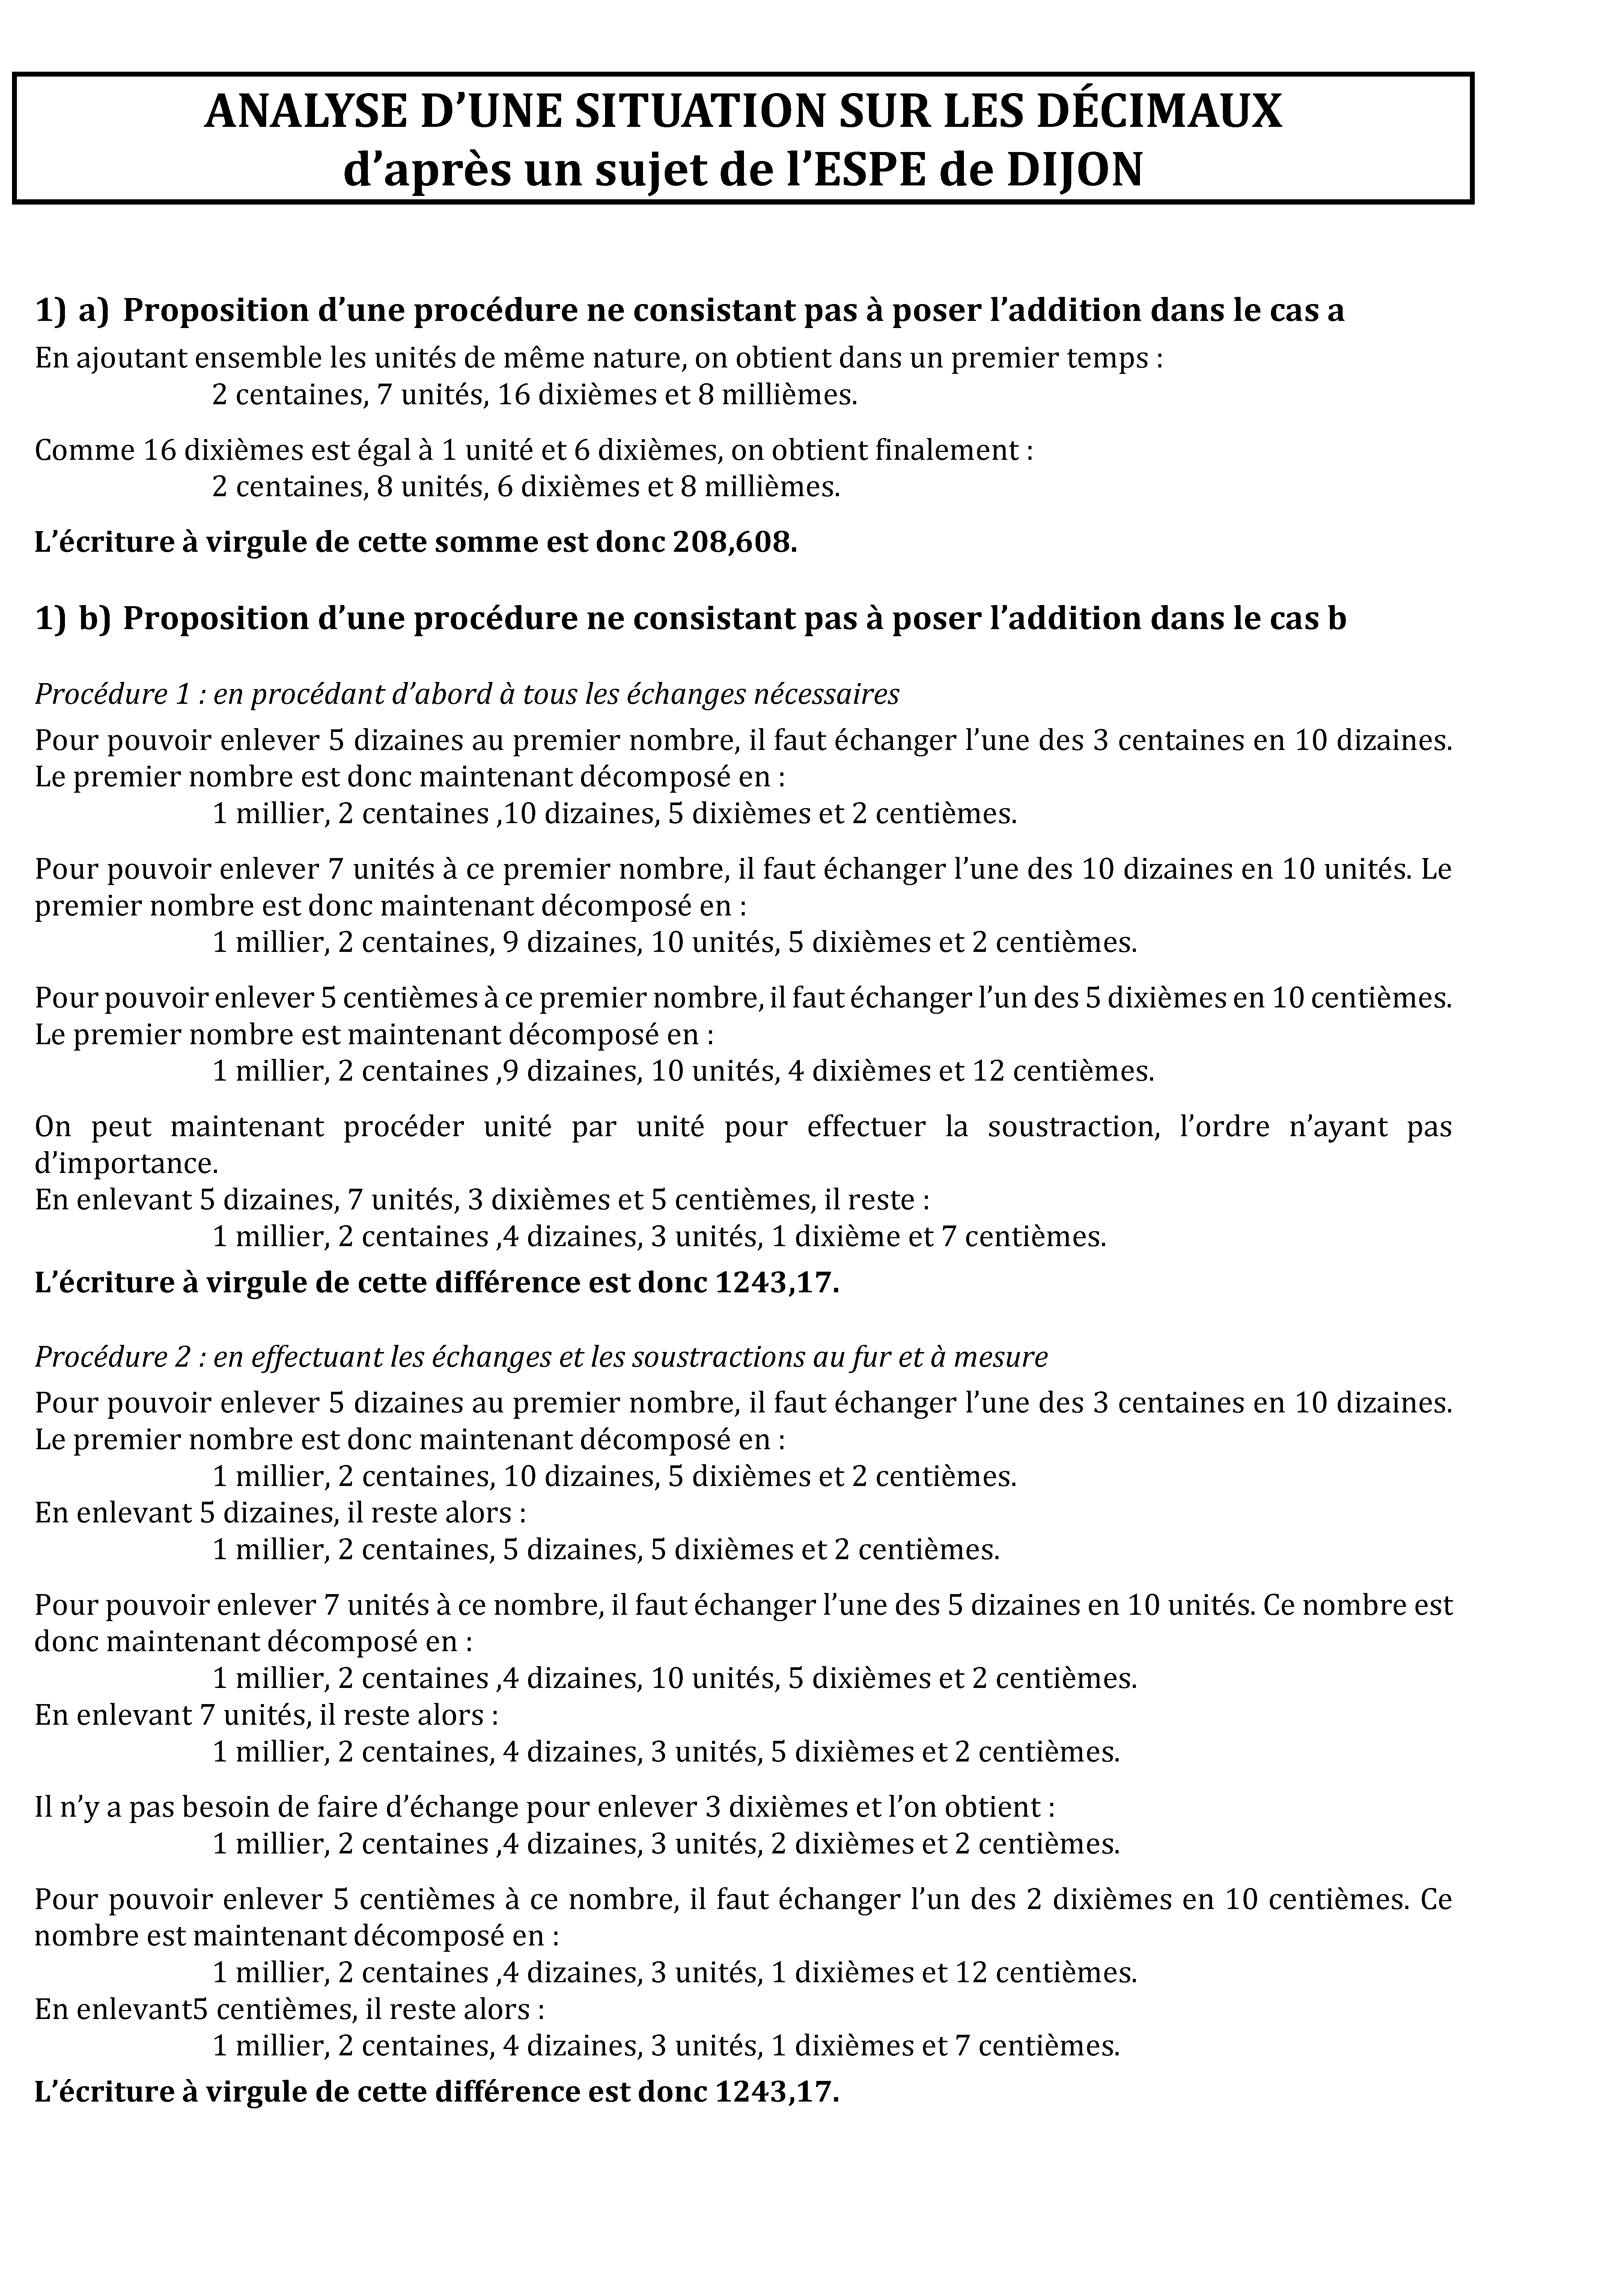 ANALYSE D’UNE SITUATION SUR LES DÉCIMAUX
d’après un sujet de l’ESPE de DIJON
1) a) Proposition d’une procédure ne consistant pas à poser l’addition dans le cas a
En ajoutant ensemble les unités de même nature, on obtient dans un premier temps :
2 centaines, 7 unités, 16 dixièmes et 8 millièmes.
Comme 16 dixièmes est égal à 1 unité et 6 dixièmes, on obtient finalement :
2 centaines, 8 unités, 6 dixièmes et 8 millièmes.
L’écriture à virgule de cette somme est donc 208,608.
1) b) Proposition d’une procédure ne consistant pas à poser l’addition dans le cas b
Procédure 1 : en procédant d’abord à tous les échanges nécessaires
Pour pouvoir enlever 5 dizaines au premier nombre, il faut échanger l’une des 3 centaines en 10 dizaines.
Le premier nombre est donc maintenant décomposé en :
1 millier, 2 centaines ,10 dizaines, 5 dixièmes et 2 centièmes.
Pour pouvoir enlever 7 unités à ce premier nombre, il faut échanger l’une des 10 dizaines en 10 unités. Le
premier nombre est donc maintenant décomposé en :
1 millier, 2 centaines, 9 dizaines, 10 unités, 5 dixièmes et 2 centièmes.
Pour pouvoir enlever 5 centièmes à ce premier nombre, il faut échanger l’un des 5 dixièmes en 10 centièmes.
Le premier nombre est maintenant décomposé en :
1 millier, 2 centaines ,9 dizaines, 10 unités, 4 dixièmes et 12 centièmes.
On peut maintenant procéder unité par unité pour effectuer la soustraction, l’ordre n’ayant pas
d’importance.
En enlevant 5 dizaines, 7 unités, 3 dixièmes et 5 centièmes, il reste :
1 millier, 2 centaines ,4 dizaines, 3 unités, 1 dixième et 7 centièmes.
L’écriture à virgule de cette différence est donc 1243,17.
Procédure 2 : en effectuant les échanges et les soustractions au fur et à mesure
Pour pouvoir enlever 5 dizaines au premier nombre, il faut échanger l’une des 3 centaines en 10 dizaines.
Le premier nombre est donc maintenant décomposé en :
1 millier, 2 centaines, 10 dizaines, 5 dixièmes et 2 centièmes.
En enlevant 5 dizaines, il reste alors :
1 millier, 2 centaines, 5 dizaines, 5 dixièmes et 2 centièmes.
Pour pouvoir enlever 7 unités à ce nombre, il faut échanger l’une des 5 dizaines en 10 unités. Ce nombre est
donc maintenant décomposé en :
1 millier, 2 centaines ,4 dizaines, 10 unités, 5 dixièmes et 2 centièmes.
En enlevant 7 unités, il reste alors :
1 millier, 2 centaines, 4 dizaines, 3 unités, 5 dixièmes et 2 centièmes.
Il n’y a pas besoin de faire d’échange pour enlever 3 dixièmes et l’on obtient :
1 millier, 2 centaines ,4 dizaines, 3 unités, 2 dixièmes et 2 centièmes.
Pour pouvoir enlever 5 centièmes à ce nombre, il faut échanger l’un des 2 dixièmes en 10 centièmes. Ce
nombre est maintenant décomposé en :
1 millier, 2 centaines ,4 dizaines, 3 unités, 1 dixièmes et 12 centièmes.
En enlevant5 centièmes, il reste alors :
1 millier, 2 centaines, 4 dizaines, 3 unités, 1 dixièmes et 7 centièmes.
L’écriture à virgule de cette différence est donc 1243,17.